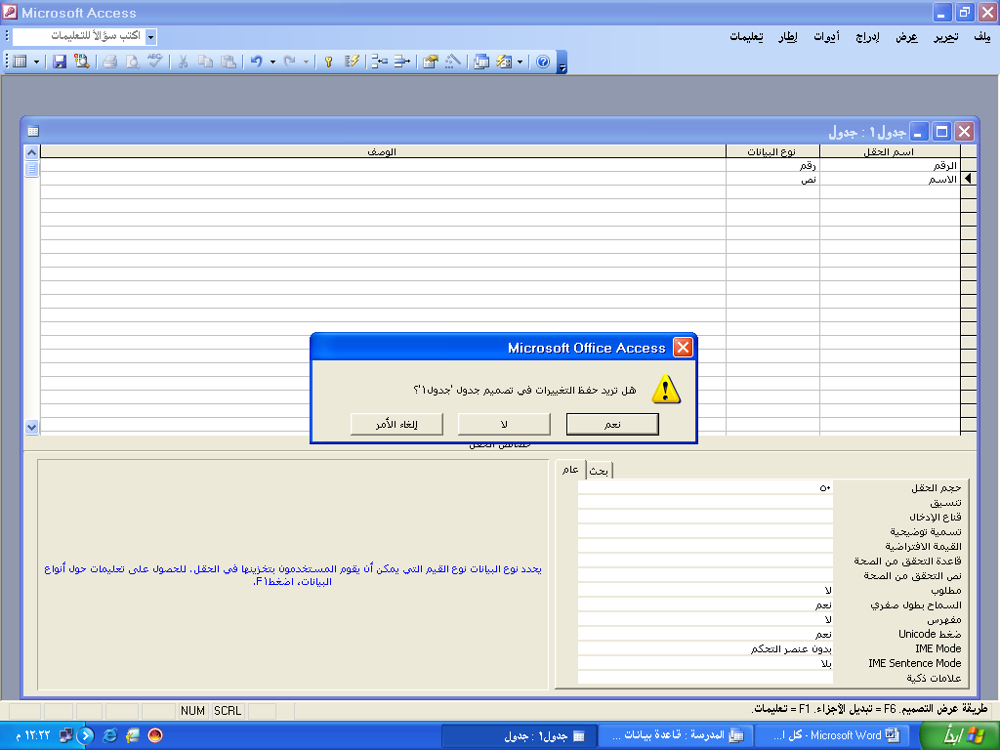 Microsoft Access
ملف تحرير عرض إدراج أدوات إطار تعليمات
اكتب سؤالاً للتعليمات
جدول١ : جدول
اسم الحقل نوع البيانات الوصف
الرقم رقم
الاسم نص
Microsoft Office Access
هل تريد حفظ التغييرات في تصميم جدول 'جدول١'؟
نعم لا إلغاء الأمر
خصائص الحقل
عام بحث
حجم الحقل ٥٠
تنسيق
قناع الإدخال
تسمية توضيحية
القيمة الافتراضية
قاعدة التحقق من الصحة
نص التحقق من الصحة
مطلوب لا
السماح بطول صفري نعم
مفهرس لا
ضغط Unicode نعم
IME Mode بدون عنصر التحكم
IME Sentence Mode بلا
علامات ذكية
يحدد نوع البيانات نوع القيم التي يمكن أن يقوم المستخدمون بتخزينها في الحقل. للحصول على تعليمات حول أنواع
البيانات، اضغط F١.
طريقة عرض التصميم. F6 = تبديل الأجزاء. F1 = تعليمات.
NUM SCRL
ابدأ
Microsoft Word - كل ا...
المدرسة : قاعدة بيانات ...
جدول١ : جدول
١٢:٢٢ م